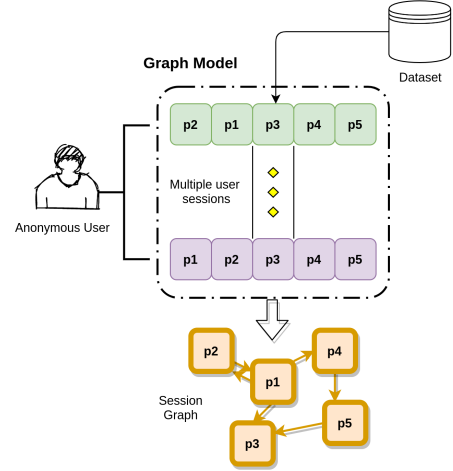 Dataset
Graph Model
p2 p1 p3 p4 p5
Multiple user
sessions
Anonymous User
p1 p2 p3 p4 p5
p2
p4
p1
Session
Graph
p5
p3